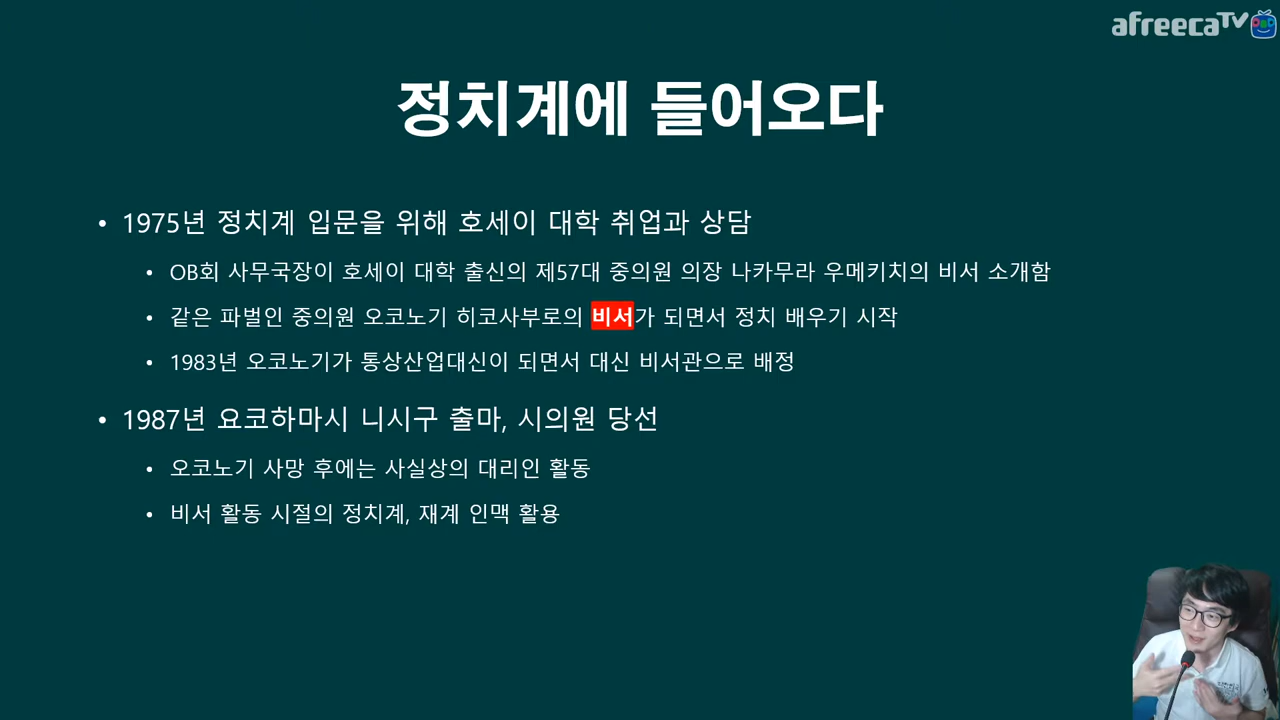 afreecaTV
정치계에 들어오다
• 1975년 정치계 입문을 위해 호세이 대학 취업과 상담
• OB회 사무국장이 호세이 대학 출신의 제57대 중의원 의장 나카무라 우메키치의 비서 소개함
• 같은 파벌인 중의원 오코노기 히코사부로의 비서가 되면서 정치 배우기 시작
• 1983년 오코노기가 통상산업대신이 되면서 대신 비서관으로 배정
• 1987년 요코하마시 니시구 출마, 시의원 당선
• 오코노기 사망 후에는 사실상의 대리인 활동
• 비서 활동 시절의 정치계, 재계 인맥 활용